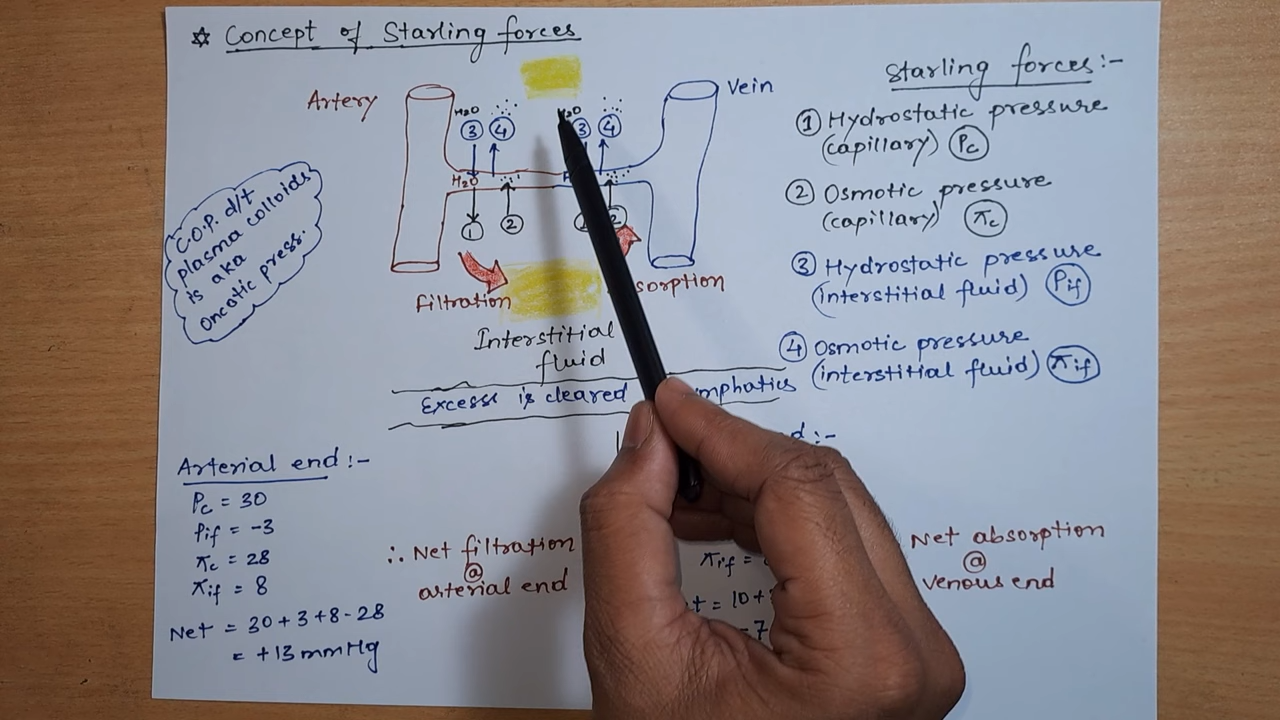 ☆ Concept of Starling forces
Artery
Vein
H₂O
③ ④
H₂O
③ ④
H₂O
① ②
Filtration
sorption
Interstitial
fluid
Excess is cleared
mphatics
C.O.P. d/t
plasma colloids
is aka
oncotic press.
Starling forces:-
① Hydrostatic pressure
(capillary) Pc
② Osmotic pressure
(capillary) πc
③ Hydrostatic pressure
(interstitial fluid) Pif
④ Osmotic pressure
(interstitial fluid) πif
Arterial end :-
Pc = 30
Pif = -3
πc = 28
πif = 8
Net = 30+3+8-28
= +13 mmHg
∴ Net filtration
@
arterial end
d:-
πif =
t = 10+
-7
Net absorption
@
venous end